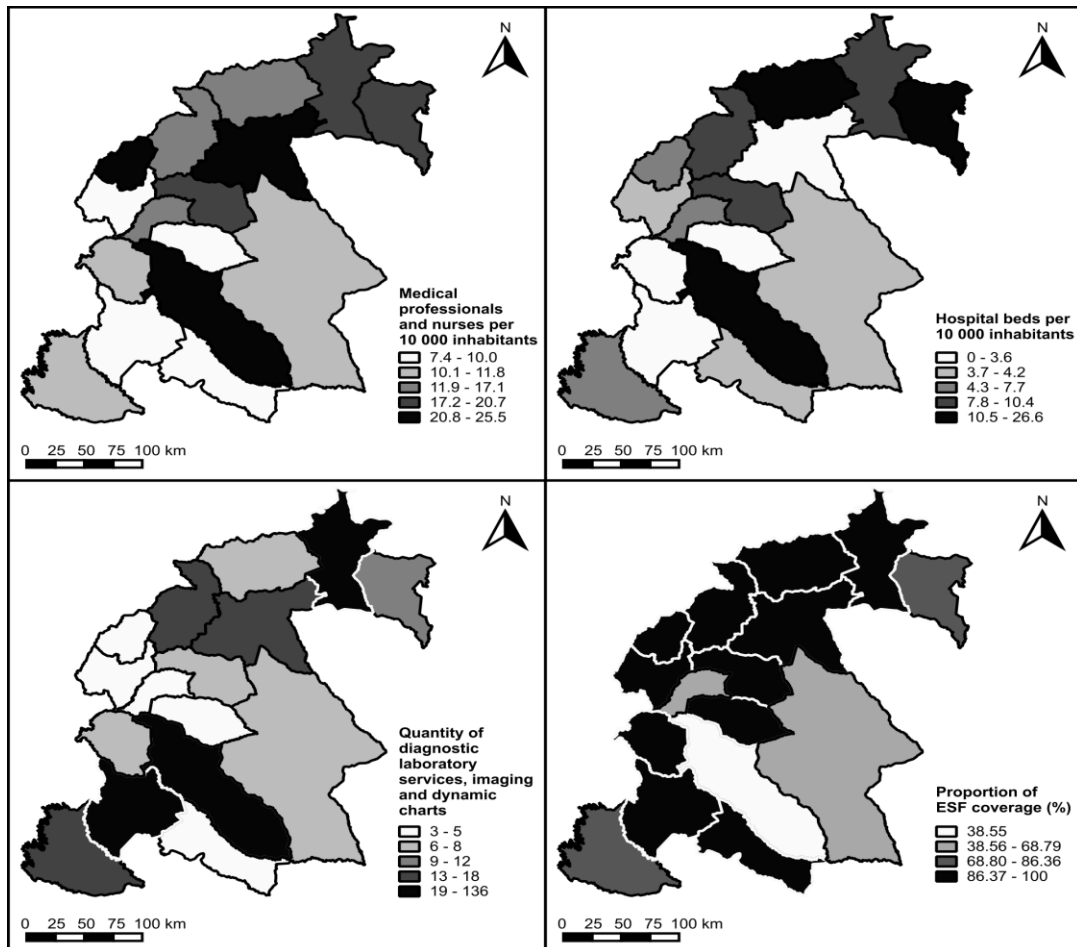 N
Medical
professionals
and nurses per
10 000 inhabitants
7.4 - 10.0
10.1 - 11.8
11.9 - 17.1
17.2 - 20.7
20.8 - 25.5
0 25 50 75 100 km
N
Hospital beds per
10 000 inhabitants
0 - 3.6
3.7 - 4.2
4.3 - 7.7
7.8 - 10.4
10.5 - 26.6
0 25 50 75 100 km
N
Quantity of
diagnostic
laboratory
services, imaging
and dynamic
charts
3 - 5
6 - 8
9 - 12
13 - 18
19 - 136
0 25 50 75 100 km
N
Proportion of
ESF coverage (%)
38.55
38.56 - 68.79
68.80 - 86.36
86.37 - 100
0 25 50 75 100 km